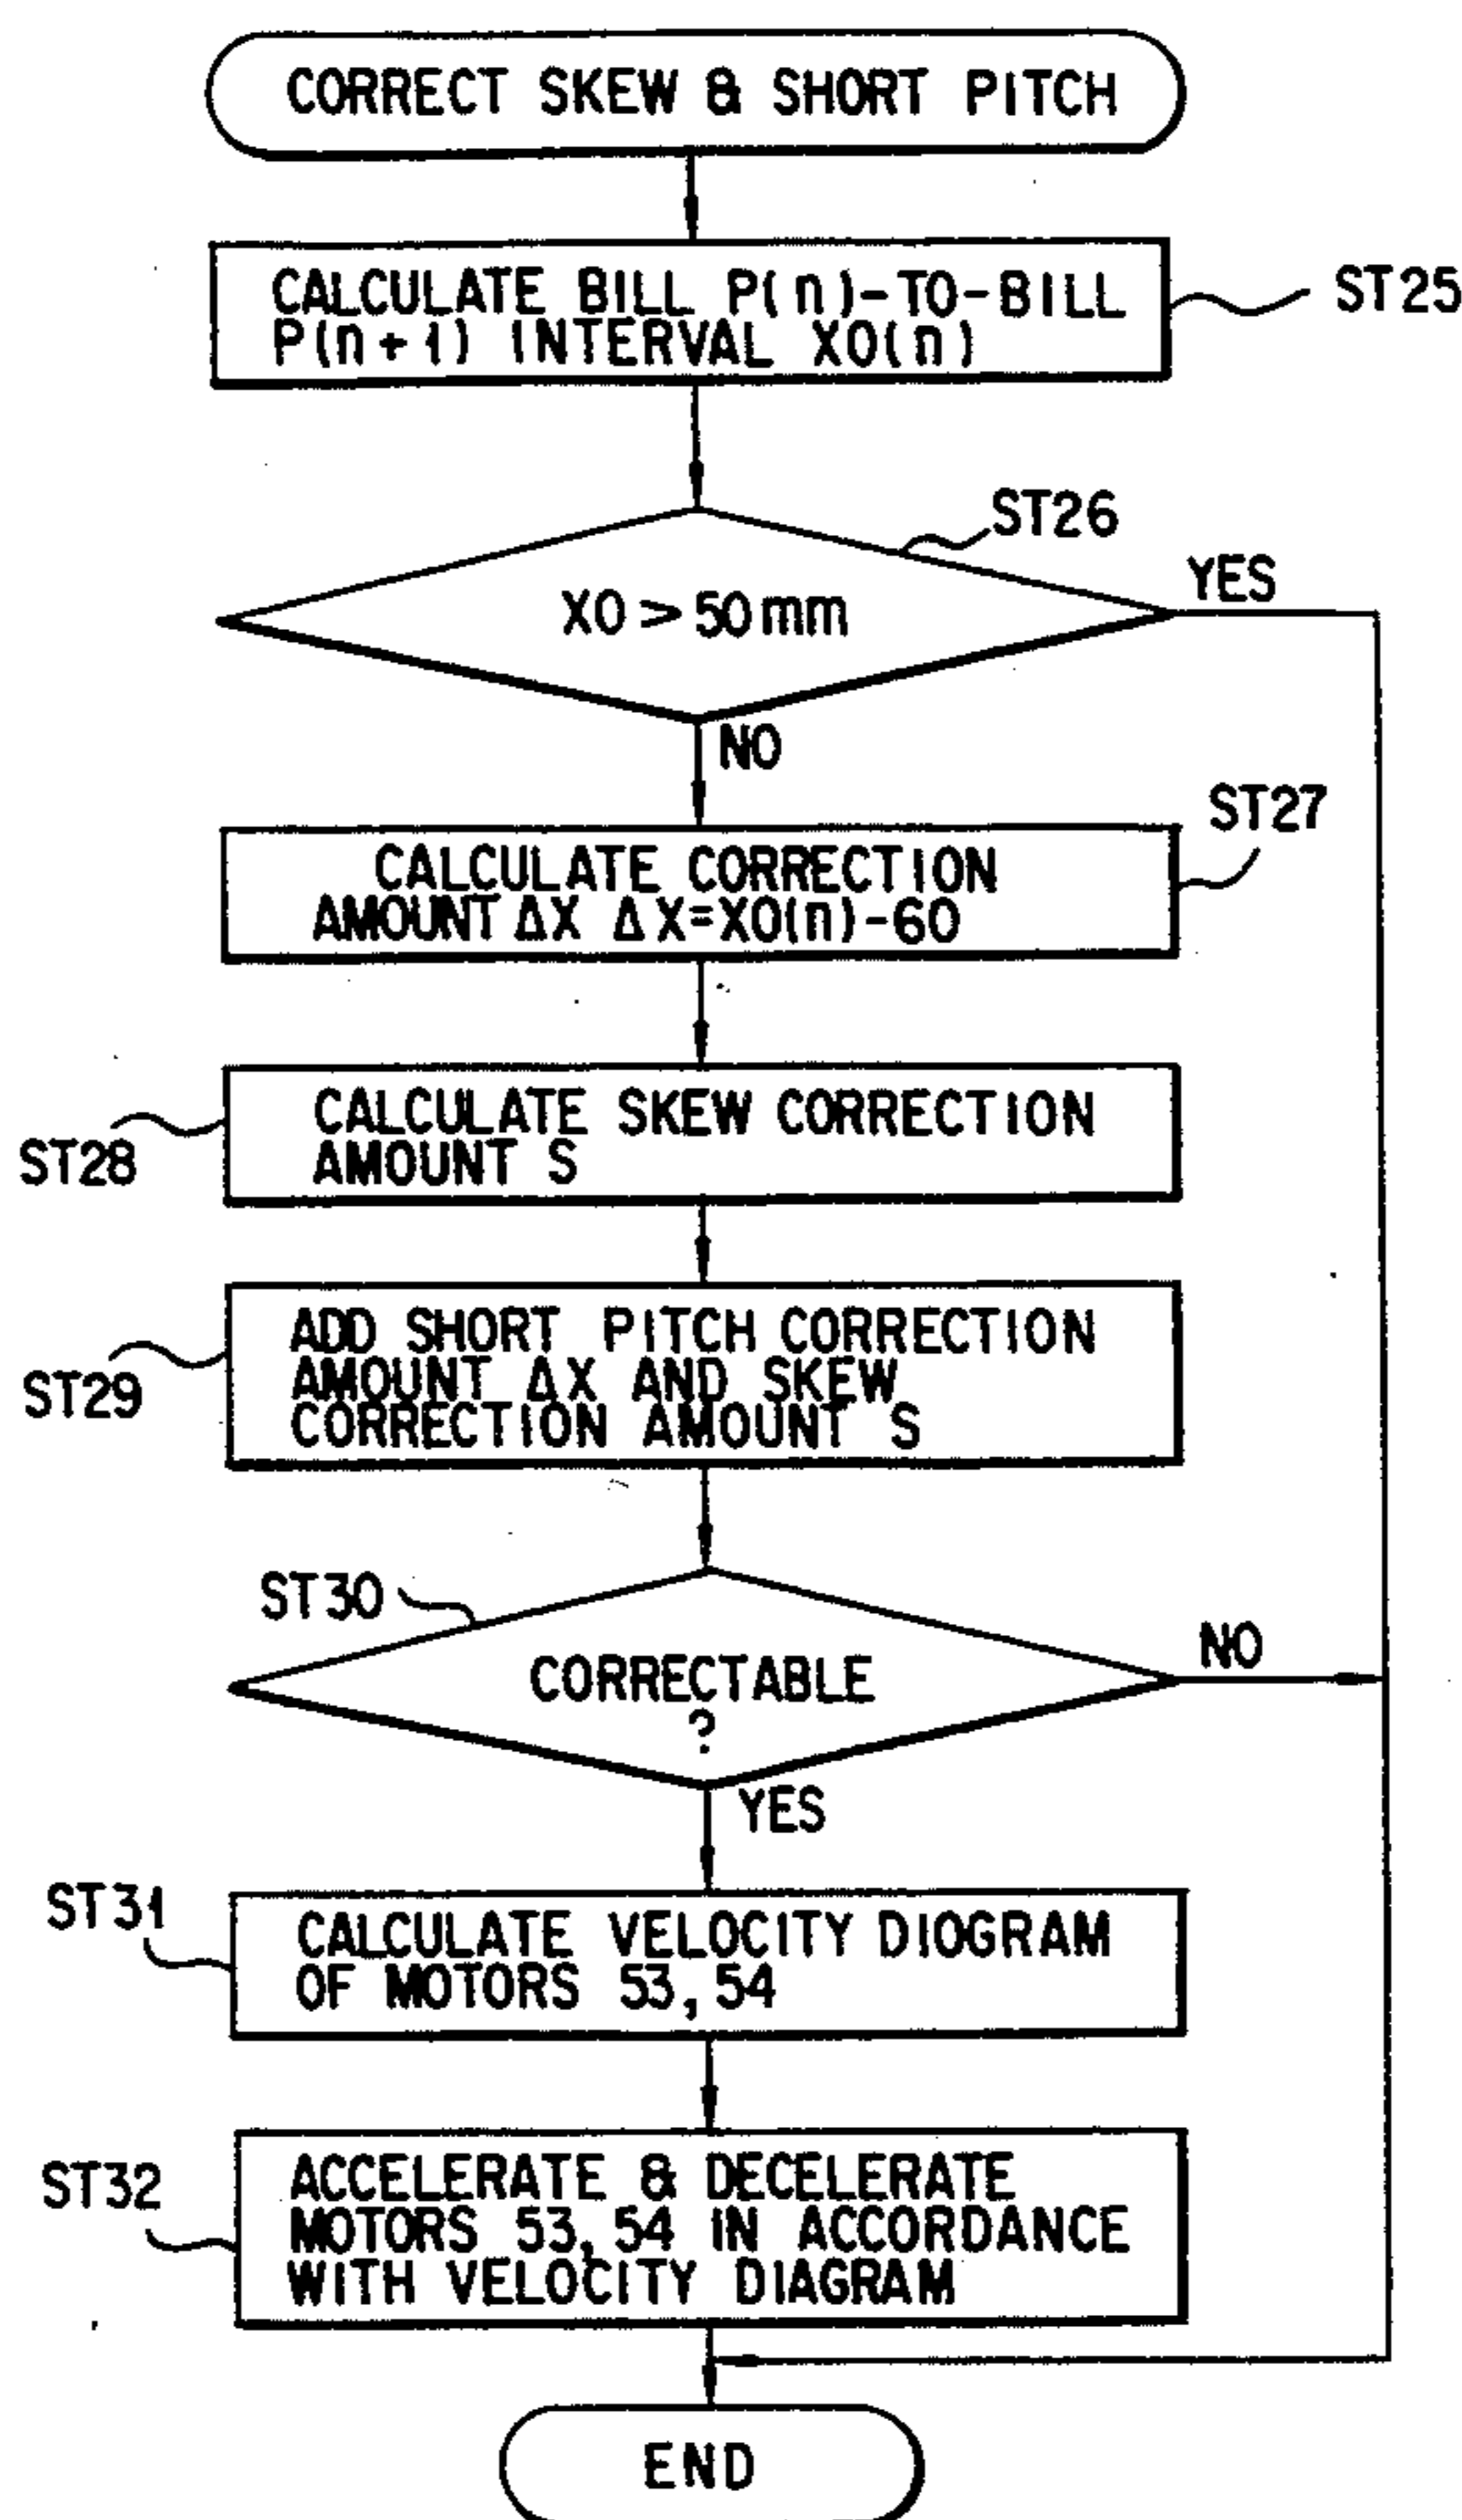 CORRECT SKEW & SHORT PITCH
CALCULATE BILL P(n)-TO-BILL
P(n+1) INTERVAL X0(n)
ST25
ST26
X0 > 50mm
YES
NO
ST27
CALCULATE CORRECTION
AMOUNT ΔX ΔX=X0(n)-60
CALCULATE SKEW CORRECTION
AMOUNT S
ST28
ADD SHORT PITCH CORRECTION
AMOUNT ΔX AND SKEW
CORRECTION AMOUNT S
ST29
ST30
CORRECTABLE
?
NO
YES
ST31
CALCULATE VELOCITY DIOGRAM
OF MOTORS 53, 54
ST32
ACCELERATE & DECELERATE
MOTORS 53, 54 IN ACCORDANCE
WITH VELOCITY DIAGRAM
END